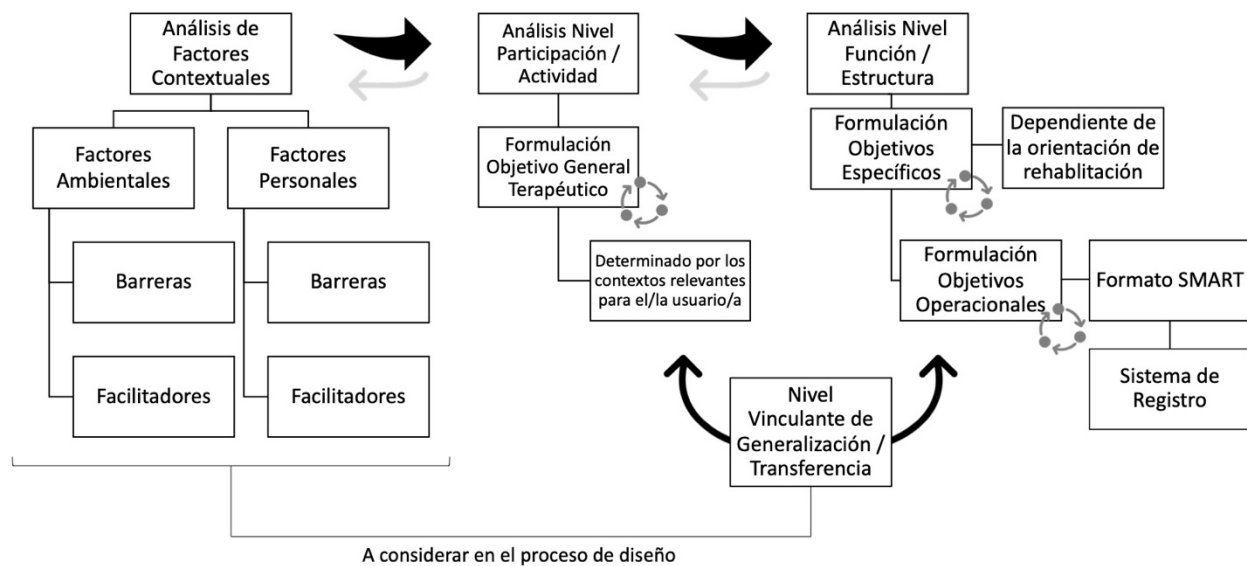 Análisis de
Factores
Contextuales
Factores
Ambientales
Factores
Personales
Barreras
Barreras
Facilitadores
Facilitadores
Análisis Nivel
Participación /
Actividad
Formulación
Objetivo General
Terapéutico
Determinado por los
contextos relevantes
para el/la usuario/a
Análisis Nivel
Función /
Estructura
Formulación
Objetivos
Específicos
Dependiente de
la orientación de
rehablitación
Formulación
Objetivos
Operacionales
Formato SMART
Sistema de
Registro
Nivel
Vinculante de
Generalización /
Transferencia
A considerar en el proceso de diseño